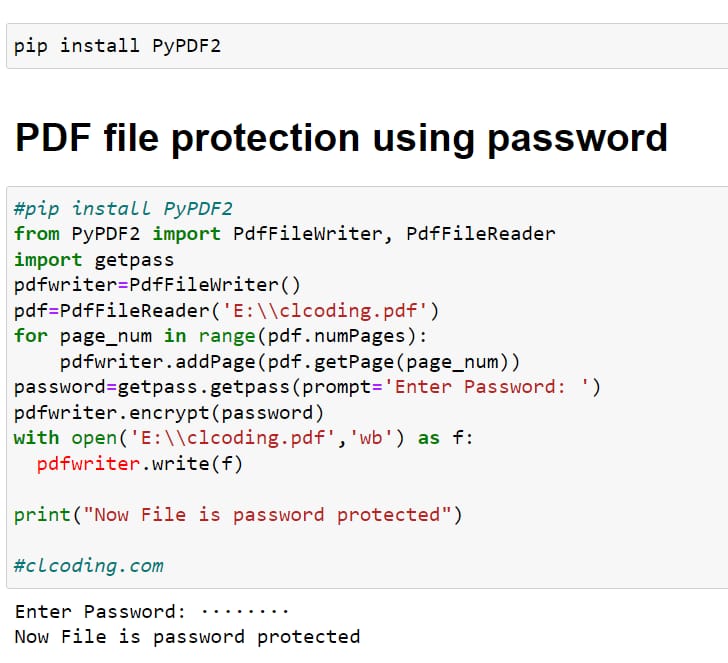 pip install PyPDF2
PDF file protection using password
#pip install PyPDF2
from PyPDF2 import PdfFileWriter, PdfFileReader
import getpass
pdfwriter=PdfFileWriter()
pdf=PdfFileReader('E:\\clcoding.pdf')
for page_num in range(pdf.numPages):
    pdfwriter.addPage(pdf.getPage(page_num))
password=getpass.getpass(prompt='Enter Password: ')
pdfwriter.encrypt(password)
with open('E:\\clcoding.pdf','wb') as f:
  pdfwriter.write(f)
print("Now File is password protected")
#clcoding.com
Enter Password: ········
Now File is password protected